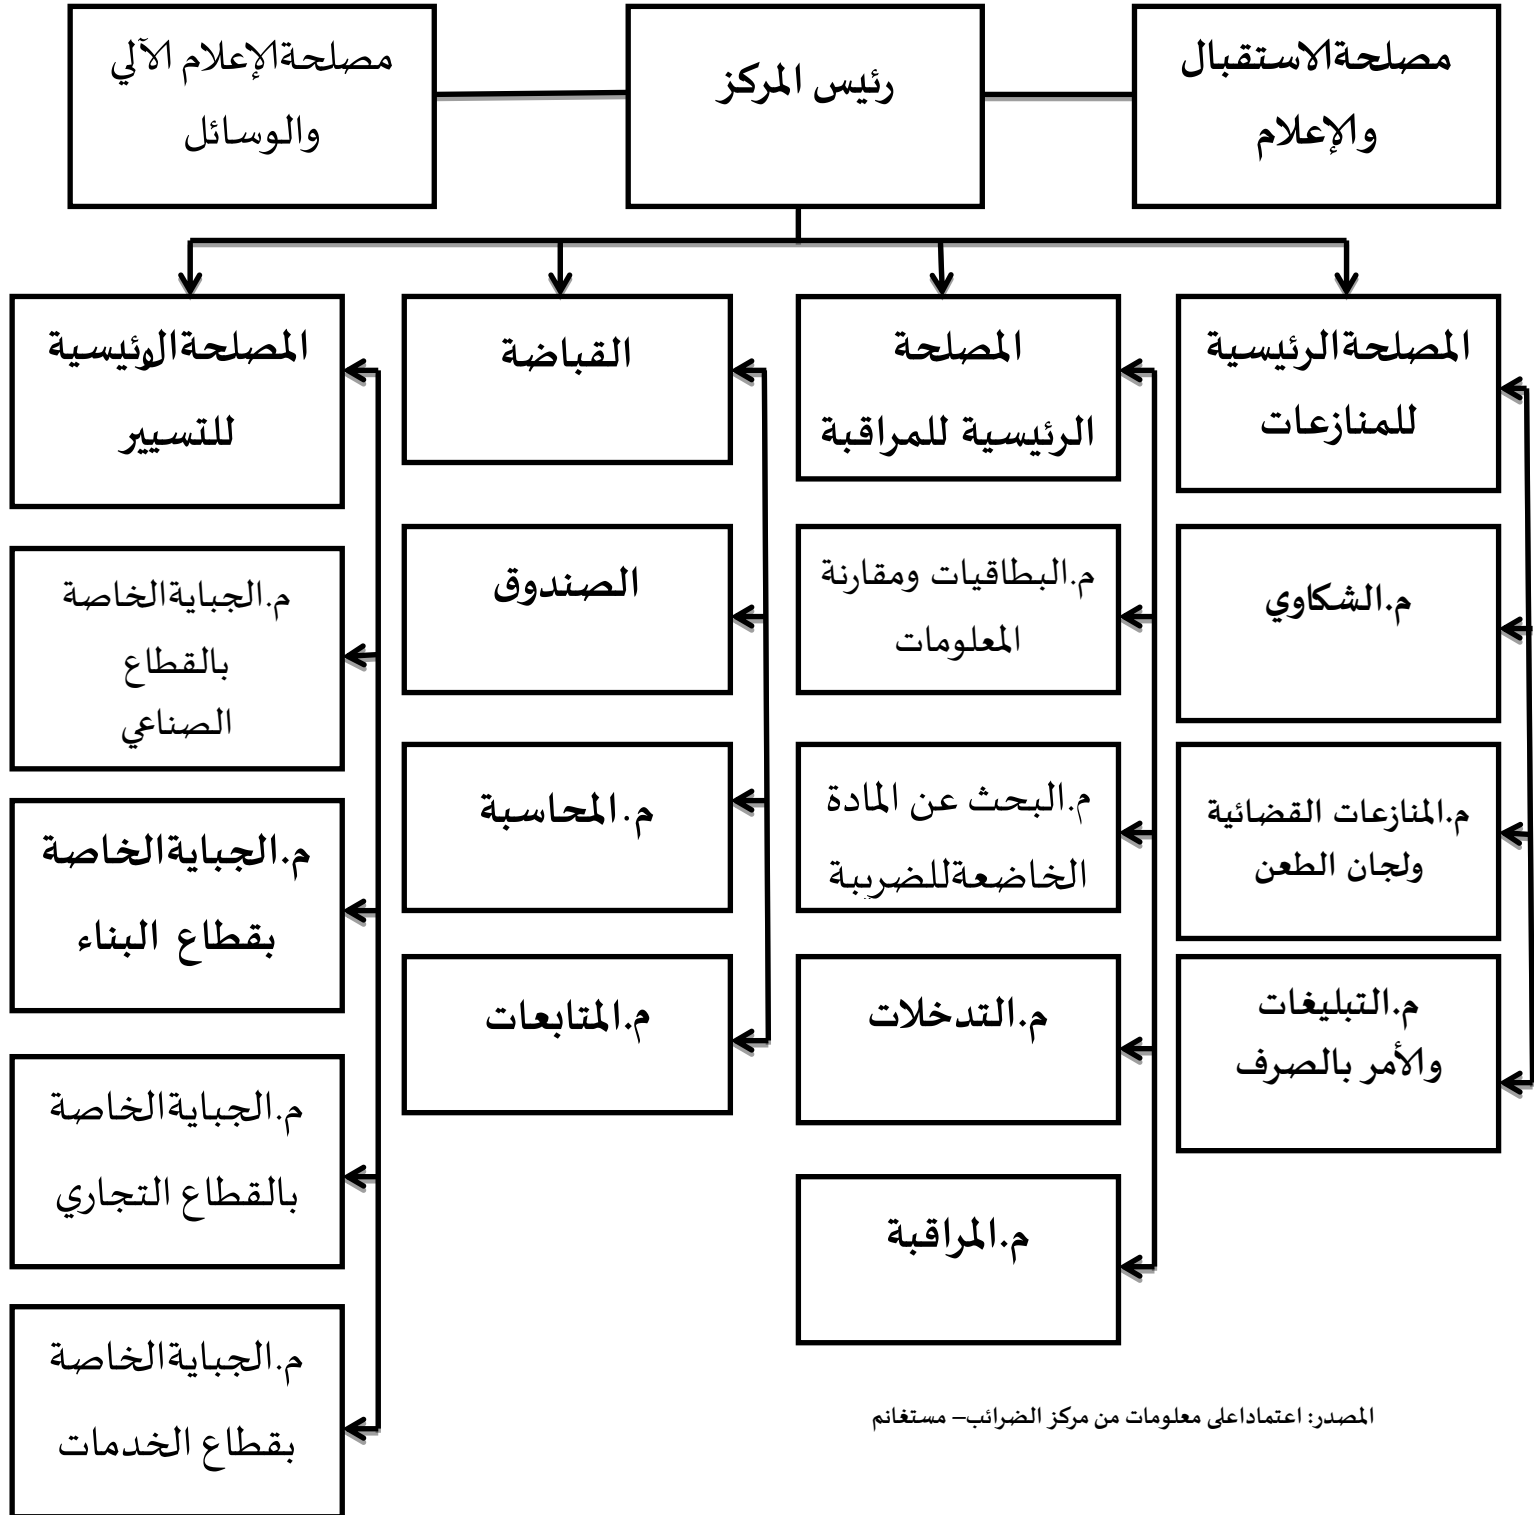 مصلحةالاستقبال
والإعلام
رئيس المركز
مصلحةالإعلام الآلي
والوسائل
المصلحةالرئيسية
للمنازعات
م.الشكاوي
م.المنازعات القضائية
ولجان الطعن
م.التبليغات
والأمر بالصرف
المصلحة
الرئيسية للمراقبة
م.البطاقيات ومقارنة
المعلومات
م.البحث عن المادة
الخاضعةللضريبة
م.التدخلات
م.المراقبة
القباضة
الصندوق
م.المحاسبة
م.المتابعات
المصلحةالوئيسية
للتسيير
م.الجبايةالخاصة
بالقطاع
الصناعي
م.الجبايةالخاصة
بقطاع البناء
م.الجبايةالخاصة
بالقطاع التجاري
م.الجبايةالخاصة
بقطاع الخدمات
المصدر: اعتماداعلى معلومات من مركز الضرائب– مستغانم